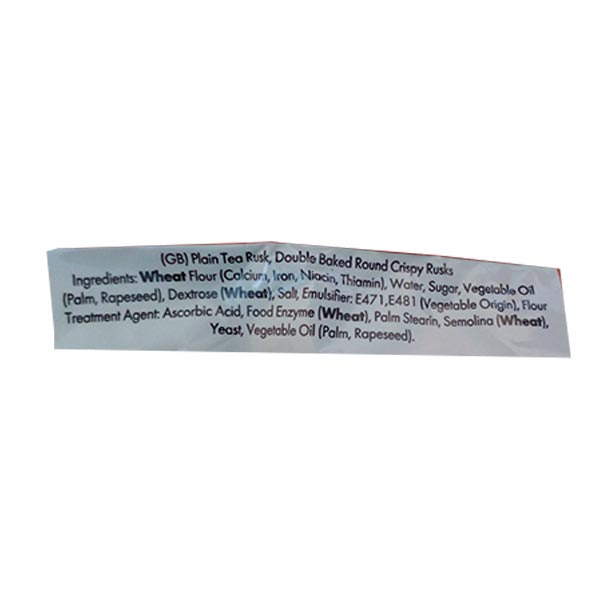 (GB) Plain Tea Rusk, Double Baked Round Crispy Rusks
Ingredients: Wheat Flour (Calcium, Iron, Niacin, Thiamin), Water, Sugar, Vegetable Oil
(Palm, Rapeseed), Dextrose (Wheat), Salt, Emulsifier: E471,E481 (Vegetable Origin), Flour
Treatment Agent: Ascorbic Acid, Food Enzyme (Wheat), Palm Stearin, Semolina (Wheat),
Yeast, Vegetable Oil (Palm, Rapeseed).